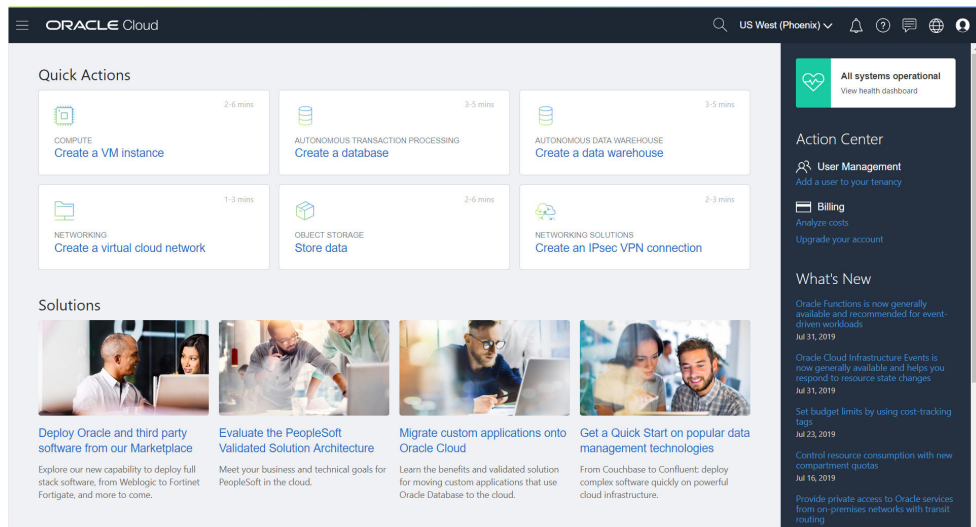 ORACLE Cloud
US West (Phoenix)
Quick Actions
2-6 mins
COMPUTE
Create a VM instance
3-5 mins
AUTONOMOUS TRANSACTION PROCESSING
Create a database
3-5 mins
AUTONOMOUS DATA WAREHOUSE
Create a data warehouse
1-3 mins
NETWORKING
Create a virtual cloud network
2-6 mins
OBJECT STORAGE
Store data
2-3 mins
NETWORKING SOLUTIONS
Create an IPsec VPN connection
Solutions
Deploy Oracle and third party
software from our Marketplace
Explore our new capability to deploy full
stack software, from Weblogic to Fortinet
Fortigate, and more to come.
Evaluate the PeopleSoft
Validated Solution Architecture
Meet your business and technical goals for
PeopleSoft in the cloud.
Migrate custom applications onto
Oracle Cloud
Learn the benefits and validated solution
for moving custom applications that use
Oracle Database to the cloud.
Get a Quick Start on popular data
management technologies
From Couchbase to Confluent: deploy
complex software quickly on powerful
cloud infrastructure.
All systems operational
View health dashboard
Action Center
User Management
Add a user to your tenancy
Billing
Analyze costs
Upgrade your account
What's New
Oracle Functions is now generally
available and recommended for event-
driven workloads
Jul 31, 2019
Oracle Cloud Infrastructure Events is
now generally available and helps you
respond to resource state changes
Jul 31, 2019
Set budget limits by using cost-tracking
tags
Jul 23, 2019
Control resource consumption with new
compartment quotas
Jul 16, 2019
Provide private access to Oracle services
from on-premises networks with transit
routing